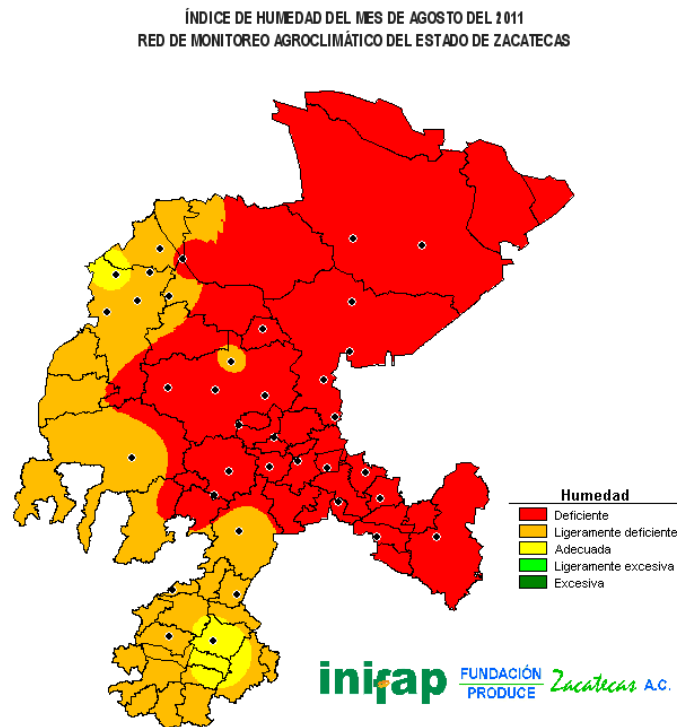 ÍNDICE DE HUMEDAD DEL MES DE AGOSTO DEL 2011
RED DE MONITOREO AGROCLIMÁTICO DEL ESTADO DE ZACATECAS
Humedad
Deficiente
Ligeramente deficiente
Adecuada
Ligeramente excesiva
Excesiva
inifap
FUNDACIÓN
PRODUCE
Zacatecas A.C.